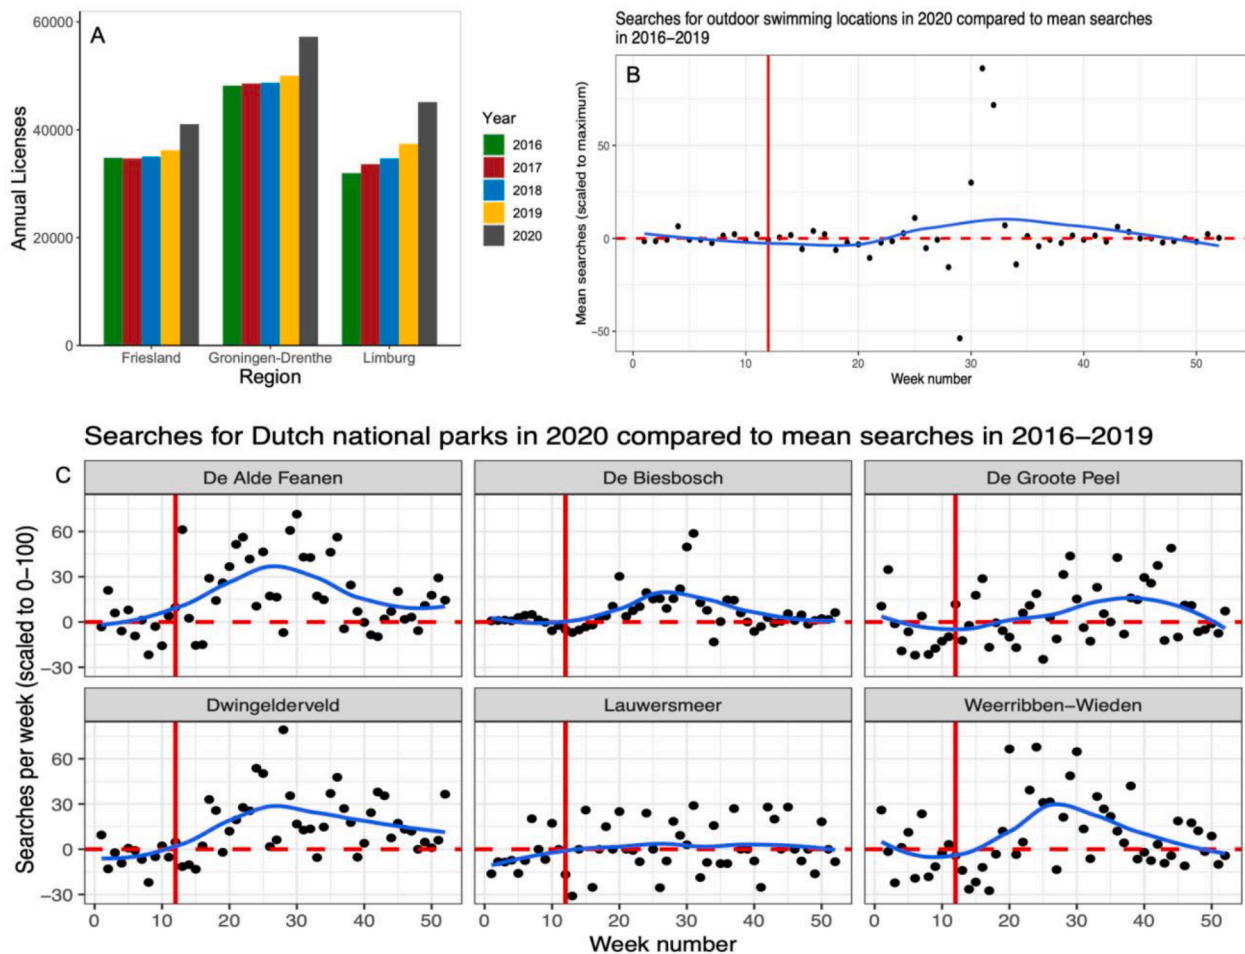 A
60000
40000
20000
0
Annual Licenses
Friesland Groningen-Drenthe Limburg
Region
Year
2016
2017
2018
2019
2020
Searches for outdoor swimming locations in 2020 compared to mean searches
in 2016–2019
B
Mean searches (scaled to maximum)
50
0
−50
0 10 20 30 40 50
Week number
Searches for Dutch national parks in 2020 compared to mean searches in 2016–2019
C
De Alde Feanen De Biesbosch De Groote Peel
60
30
0
−30
Searches per week (scaled to 0–100)
Dwingelderveld Lauwersmeer Weerribben−Wieden
60
30
0
−30
0 10 20 30 40 50 0 10 20 30 40 50 0 10 20 30 40 50
Week number